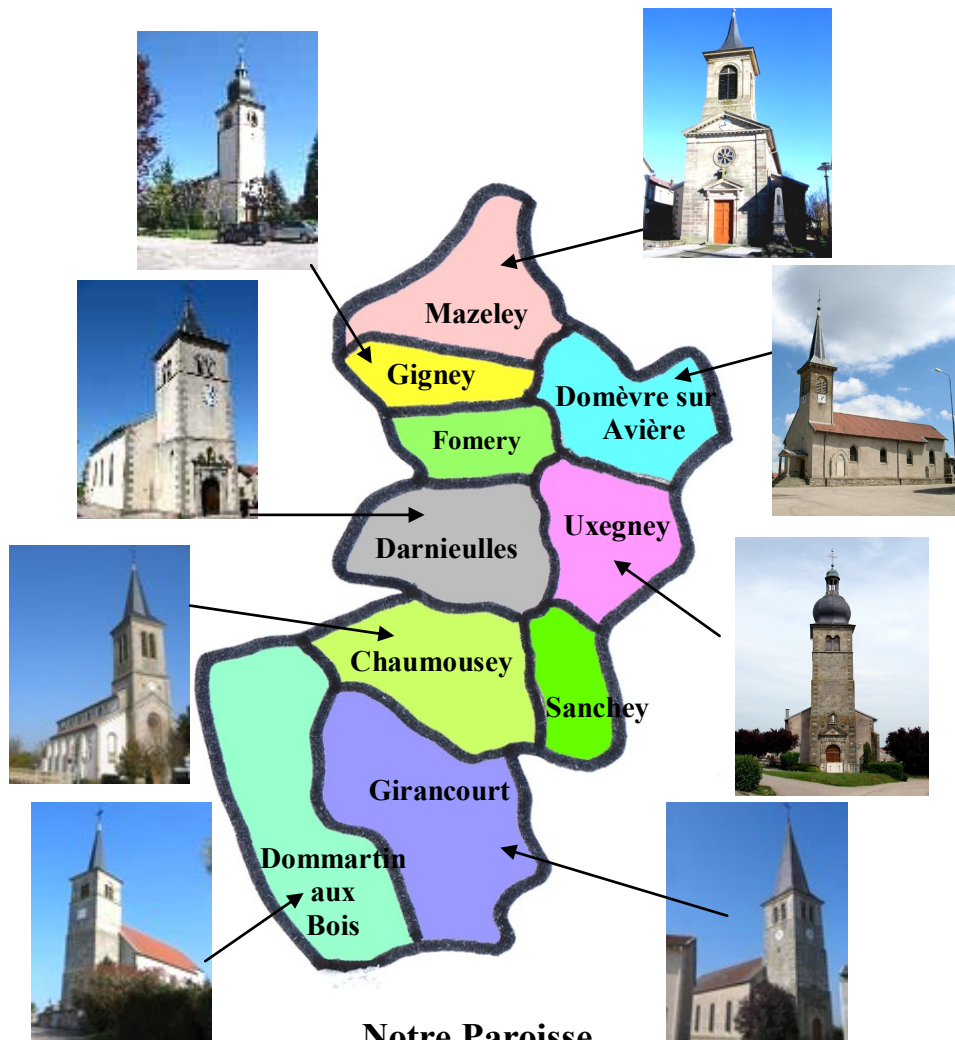 Mazeley
Gigney
Domèvre sur
Avière
Fomery
Uxegney
Darnieulles
Chaumousey
Sanchey
Girancourt
Dommartin
aux
Bois
Notre Paroisse